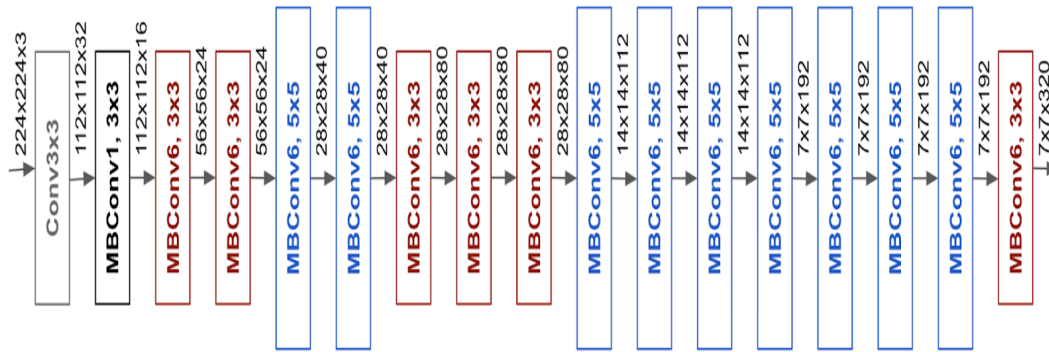 224x224x3
Conv3x3
112x112x32
MBConv1, 3x3
112x112x16
MBConv6, 3x3
56x56x24
MBConv6, 3x3
56x56x24
MBConv6, 5x5
28x28x40
MBConv6, 5x5
28x28x40
MBConv6, 3x3
28x28x80
MBConv6, 3x3
28x28x80
MBConv6, 3x3
28x28x80
MBConv6, 5x5
14x14x112
MBConv6, 5x5
14x14x112
MBConv6, 5x5
14x14x112
MBConv6, 5x5
7x7x192
MBConv6, 5x5
7x7x192
MBConv6, 5x5
7x7x192
MBConv6, 5x5
7x7x192
MBConv6, 3x3
7x7x320